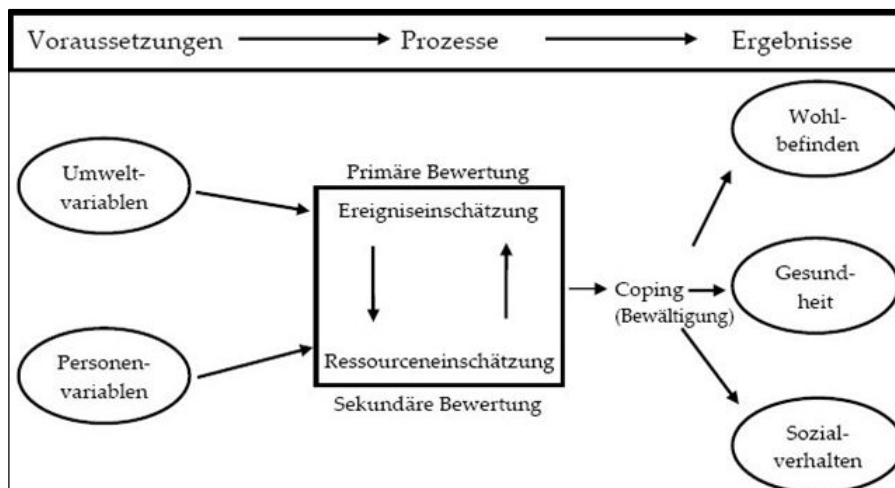 Voraussetzungen Prozesse Ergebnisse
Umwelt-
variablen
Personen-
variablen
Primäre Bewertung
Ereigniseinschätzung
Ressourceneinschätzung
Sekundäre Bewertung
Coping
(Bewältigung)
Wohl-
befinden
Gesund-
heit
Sozial-
verhalten